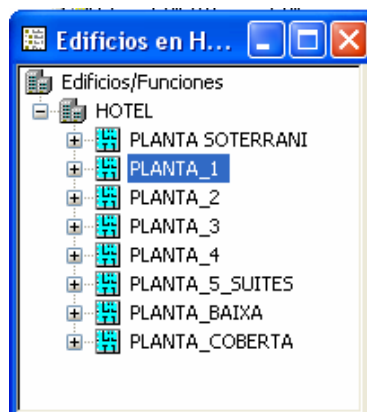 Edificios en H...
Edificios/Funciones
HOTEL
PLANTA SOTERRANI
PLANTA_1
PLANTA_2
PLANTA_3
PLANTA_4
PLANTA_5_SUITES
PLANTA_BAIXA
PLANTA_COBERTA